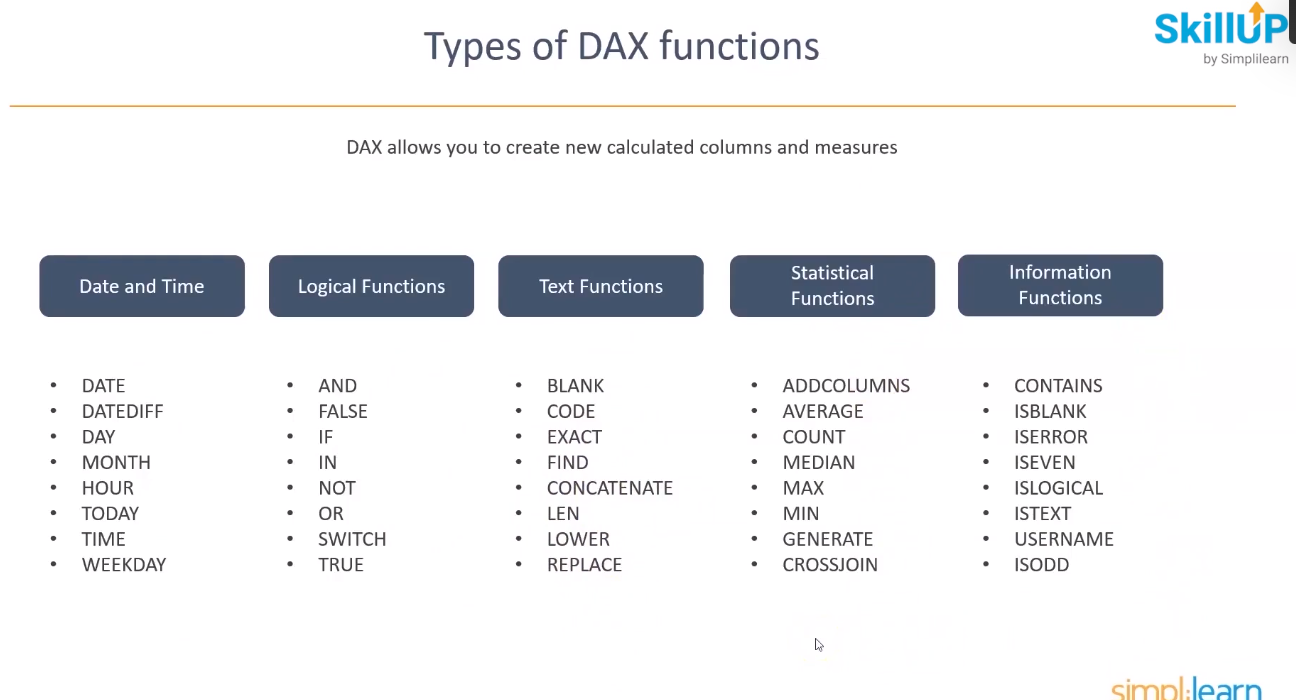 SkillUP
by Simplilearn
Types of DAX functions
DAX allows you to create new calculated columns and measures
Date and Time
• DATE
• DATEDIFF
• DAY
• MONTH
• HOUR
• TODAY
• TIME
• WEEKDAY
Logical Functions
• AND
• FALSE
• IF
• IN
• NOT
• OR
• SWITCH
• TRUE
Text Functions
• BLANK
• CODE
• EXACT
• FIND
• CONCATENATE
• LEN
• LOWER
• REPLACE
Statistical
Functions
• ADDCOLUMNS
• AVERAGE
• COUNT
• MEDIAN
• MAX
• MIN
• GENERATE
• CROSSJOIN
Information
Functions
• CONTAINS
• ISBLANK
• ISERROR
• ISEVEN
• ISLOGICAL
• ISTEXT
• USERNAME
• ISODD
simplilearn